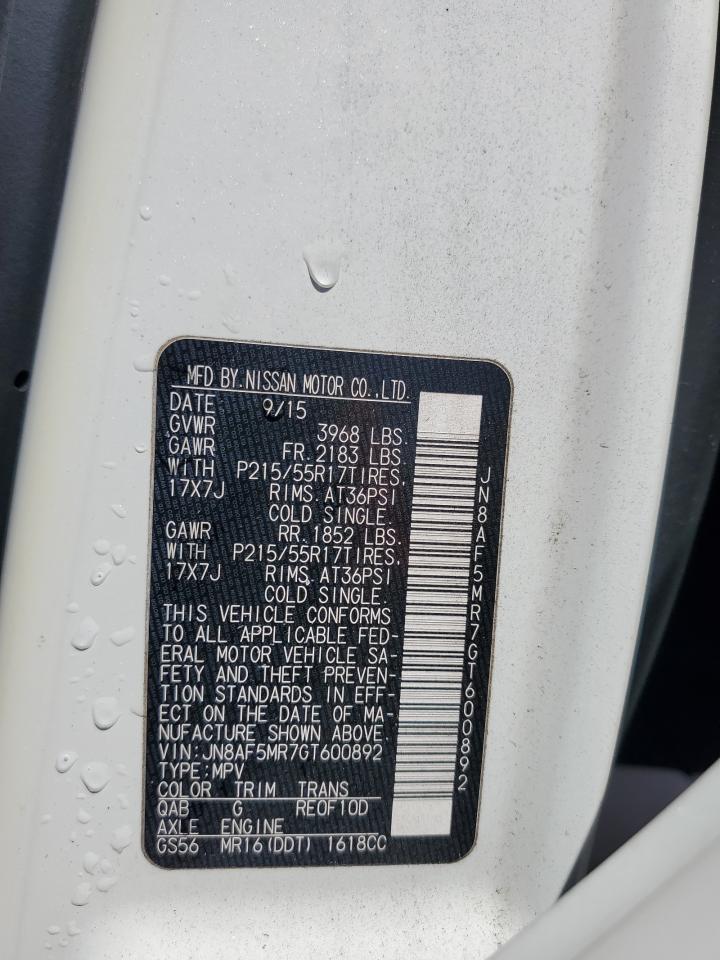 MFD BY.NISSAN MOTOR CO.,LTD.
DATE 9/15
GVWR 3968 LBS.
GAWR FR.2183 LBS.
WITH P215/55R17TIRES,
17X7J RIMS.AT36PSI
COLD SINGLE.
GAWR RR.1852 LBS.
WITH P215/55R17TIRES,
17X7J RIMS.AT36PSI
COLD SINGLE.
THIS VEHICLE CONFORMS
TO ALL APPLICABLE FED-
ERAL MOTOR VEHICLE SA-
FETY AND THEFT PREVEN-
TION STANDARDS IN EFF-
ECT ON THE DATE OF MA-
NUFACTURE SHOWN ABOVE.
VIN:JN8AF5MR7GT600892
TYPE:MPV
COLOR TRIM TRANS
QAB G RE0F10D
AXLE ENGINE
GS56 MR16(DDT) 1618CC
JN8AF5MR7GT600892